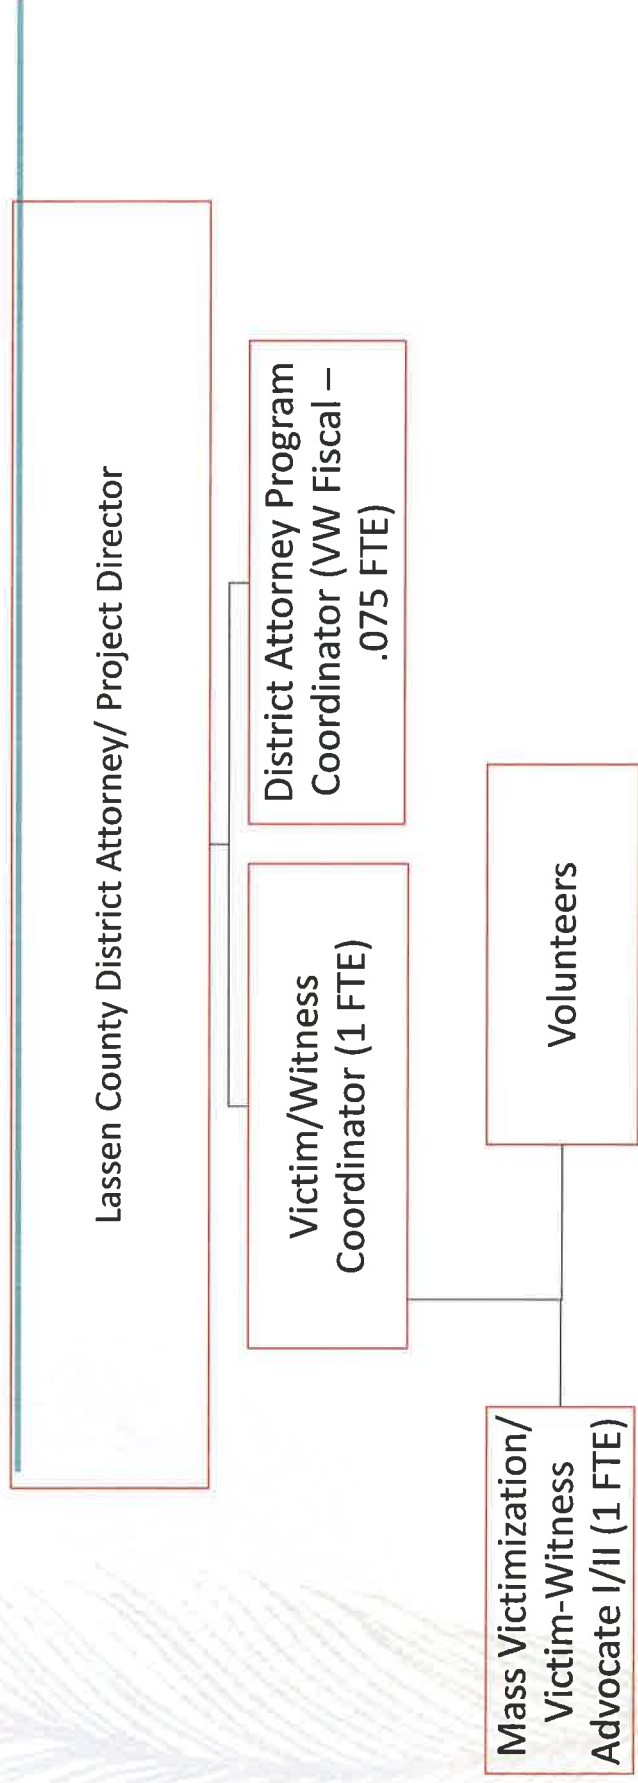 Lassen County District Attorney/ Project Director
Victim/Witness
Coordinator (1 FTE)
District Attorney Program
Coordinator (VW Fiscal –
.075 FTE)
Mass Victimization/
Victim-Witness
Advocate I/II (1 FTE)
Volunteers